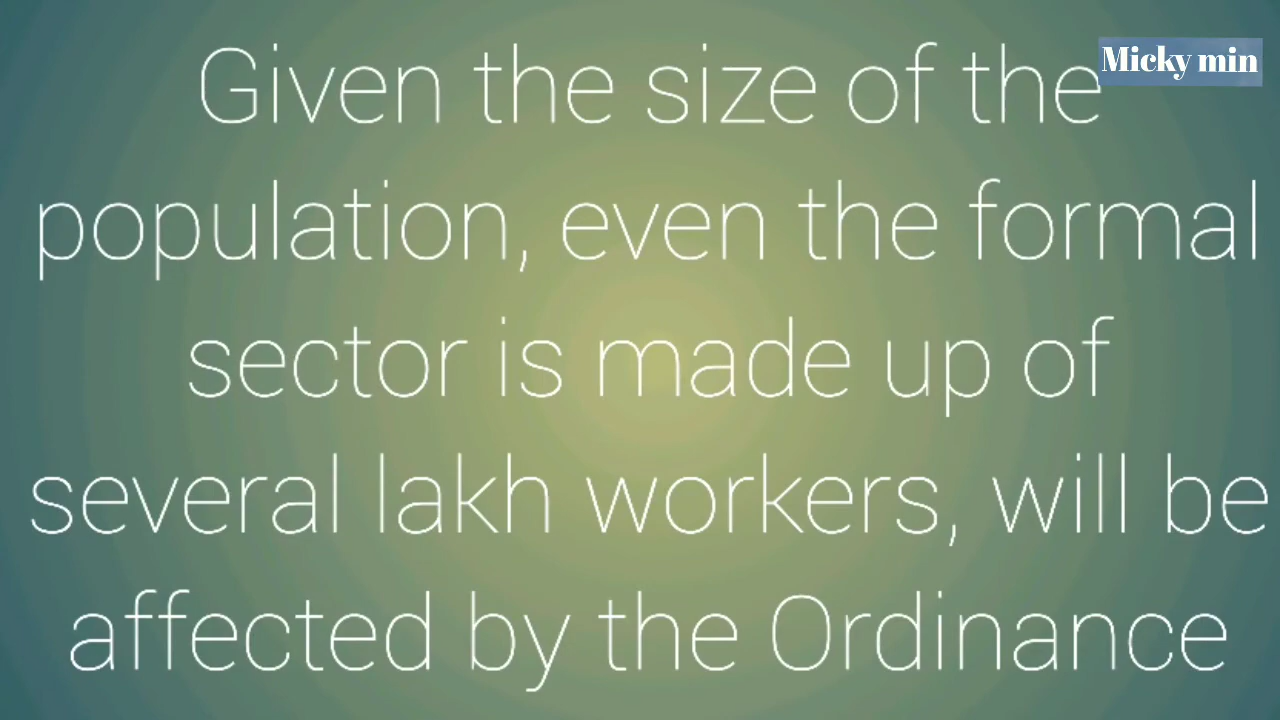 Given the size of the
Micky min
population, even the formal
sector is made up of
several lakh workers, will be
affected by the Ordinance